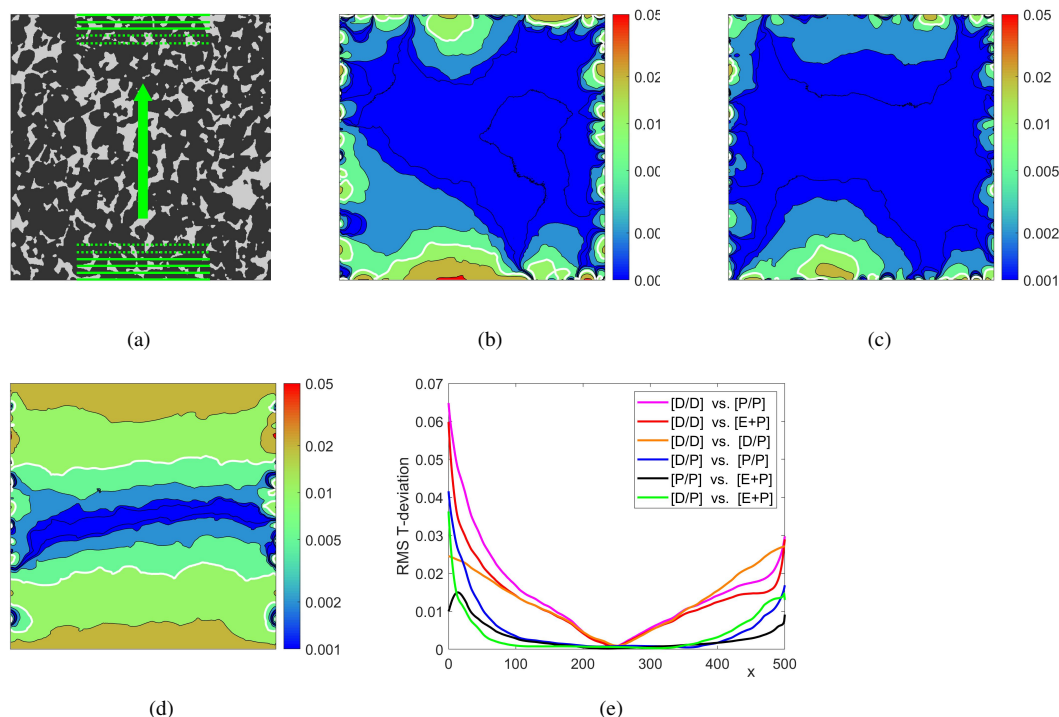 0.05
0.02
0.01
0.00
0.00
0.00
0.05
0.02
0.01
0.005
0.002
0.001
(a)
(b)
(c)
0.05
0.02
0.01
0.005
0.002
0.001
(d)
RMS T-deviation
0.07
0.06
0.05
0.04
0.03
0.02
0.01
0
0 100 200 300 400 500
x
[D/D] vs. [P/P]
[D/D] vs. [E+P]
[D/D] vs. [D/P]
[D/P] vs. [P/P]
[P/P] vs. [E+P]
[D/P] vs. [E+P]
(e)